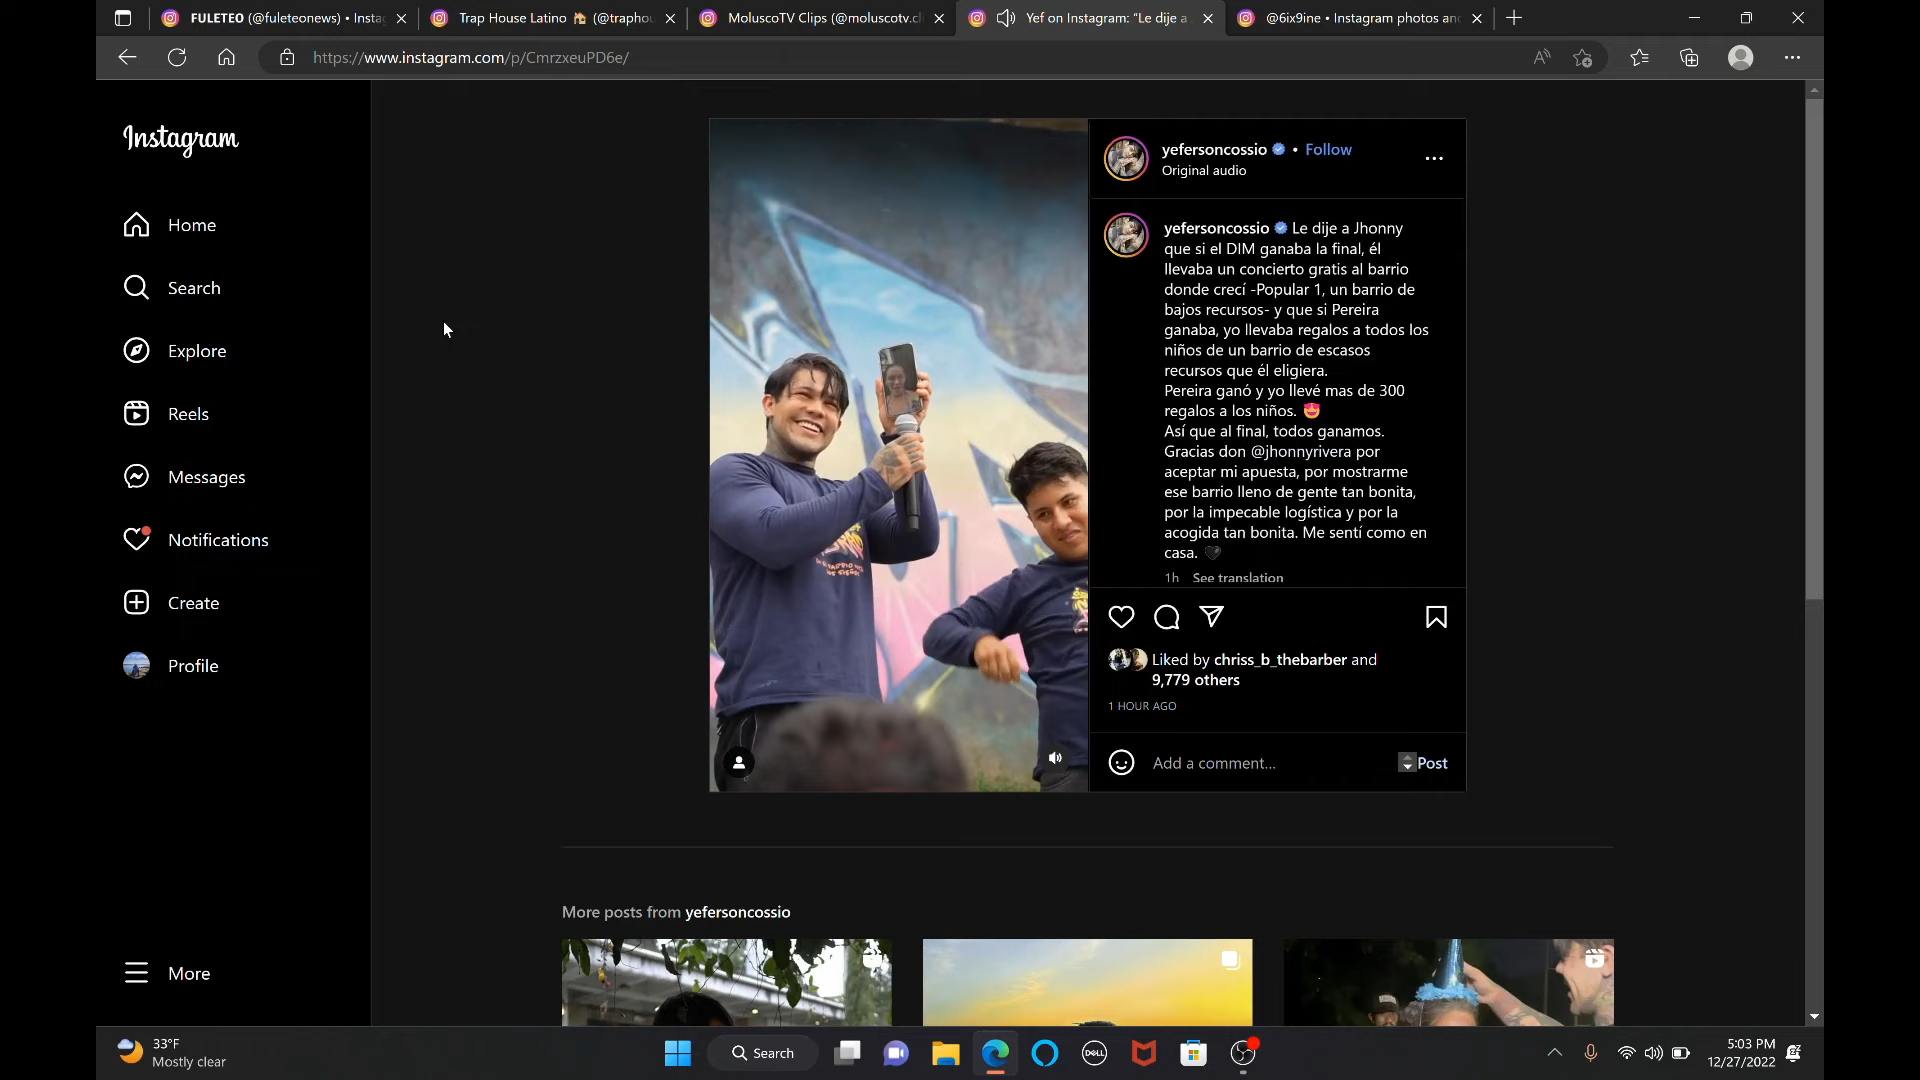 FULETEO (@fuleteonews) • Insta
Trap House Latino 🏠 (@traphou
MoluscoTV Clips (@moluscotv.cl
Yef on Instagram: "Le dije a
@6ix9ine • Instagram photos and
https://www.instagram.com/p/CmrzxeuPD6e/
Instagram
Home
Search
Explore
Reels
Messages
Notifications
Create
Profile
More
yefersoncossio • Follow
Original audio
yefersoncossio Le dije a Jhonny
que si el DIM ganaba la final, él
llevaba un concierto gratis al barrio
donde crecí -Popular 1, un barrio de
bajos recursos- y que si Pereira
ganaba, yo llevaba regalos a todos los
niños de un barrio de escasos
recursos que él eligiera.
Pereira ganó y yo llevé mas de 300
regalos a los niños. 😍
Así que al final, todos ganamos.
Gracias don @jhonnyrivera por
aceptar mi apuesta, por mostrarme
ese barrio lleno de gente tan bonita,
por la impecable logística y por la
acogida tan bonita. Me sentí como en
casa. 🖤
1h See translation
Liked by chriss_b_thebarber and
9,779 others
1 HOUR AGO
Add a comment...
Post
More posts from yefersoncossio
33°F
Mostly clear
Search
DELL
5:03 PM
12/27/2022